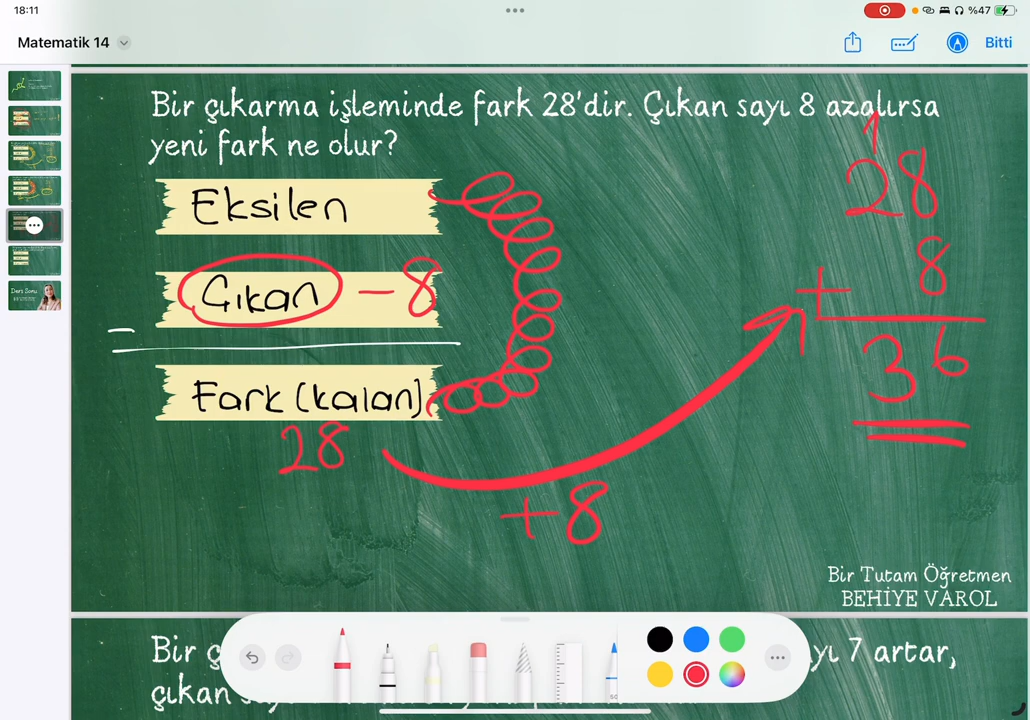 18:11
%47
Matematik 14
Bitti
Bir çıkarma işleminde fark 28'dir. Çıkan sayı 8 azalırsa
yeni fark ne olur?
Eksilen
Çıkan - 8
-
Fark (kalan)
28
+8
1
28
8
+
36
Bir Tutam Öğretmen
BEHİYE VAROL
Bir
yı 7 artar,
çıkan
Ders Sonu